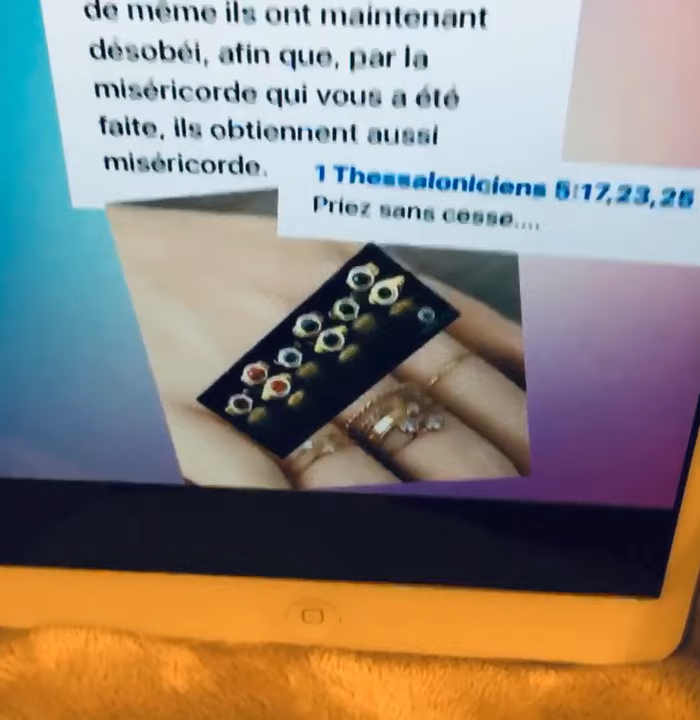 de même ils ont maintenant
désobéi, afin que, par la
miséricorde qui vous a été
faite, ils obtiennent aussi
miséricorde.
1 Thessaloniciens 5:17,23,25
Priez sans cesse....